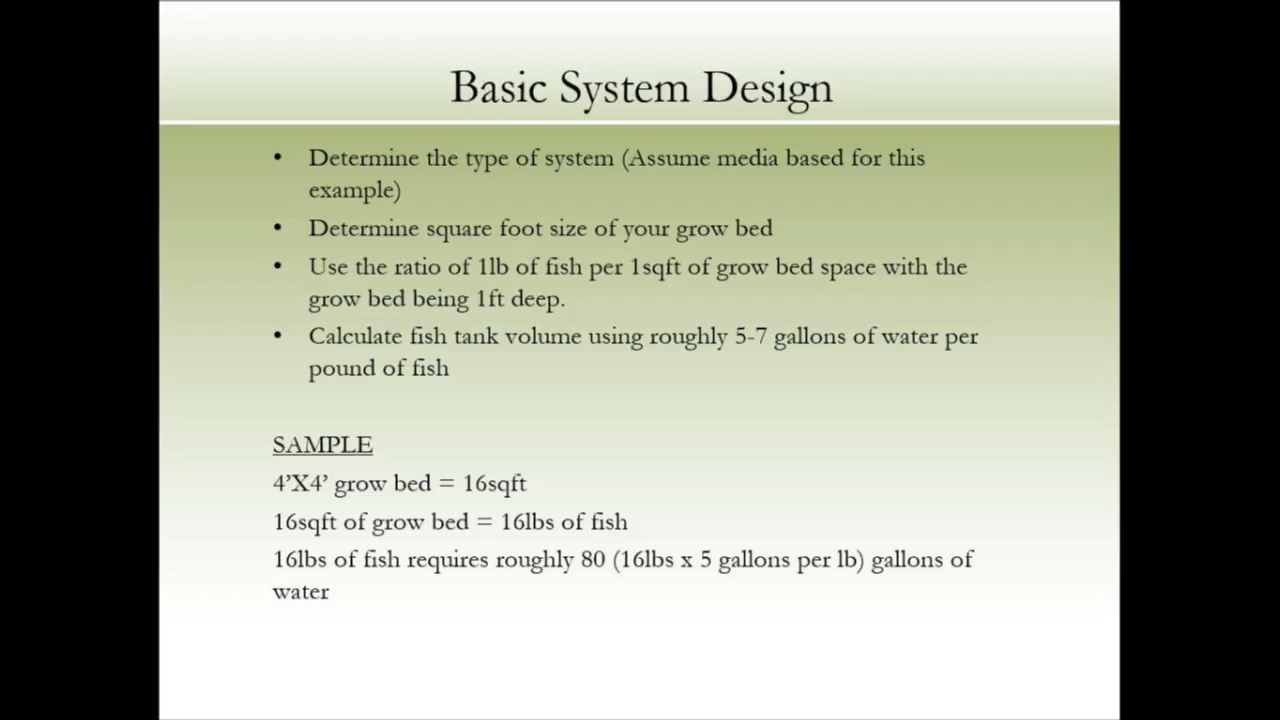 Basic System Design
• Determine the type of system (Assume media based for this
example)
• Determine square foot size of your grow bed
• Use the ratio of 1lb of fish per 1sqft of grow bed space with the
grow bed being 1ft deep.
• Calculate fish tank volume using roughly 5-7 gallons of water per
pound of fish
SAMPLE
4’X4’ grow bed = 16sqft
16sqft of grow bed = 16lbs of fish
16lbs of fish requires roughly 80 (16lbs x 5 gallons per lb) gallons of
water